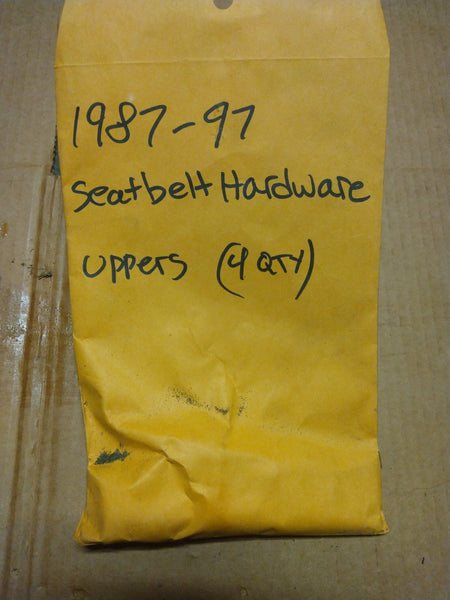 1987-97
Seatbelt Hardware
uppers (4 QTY)